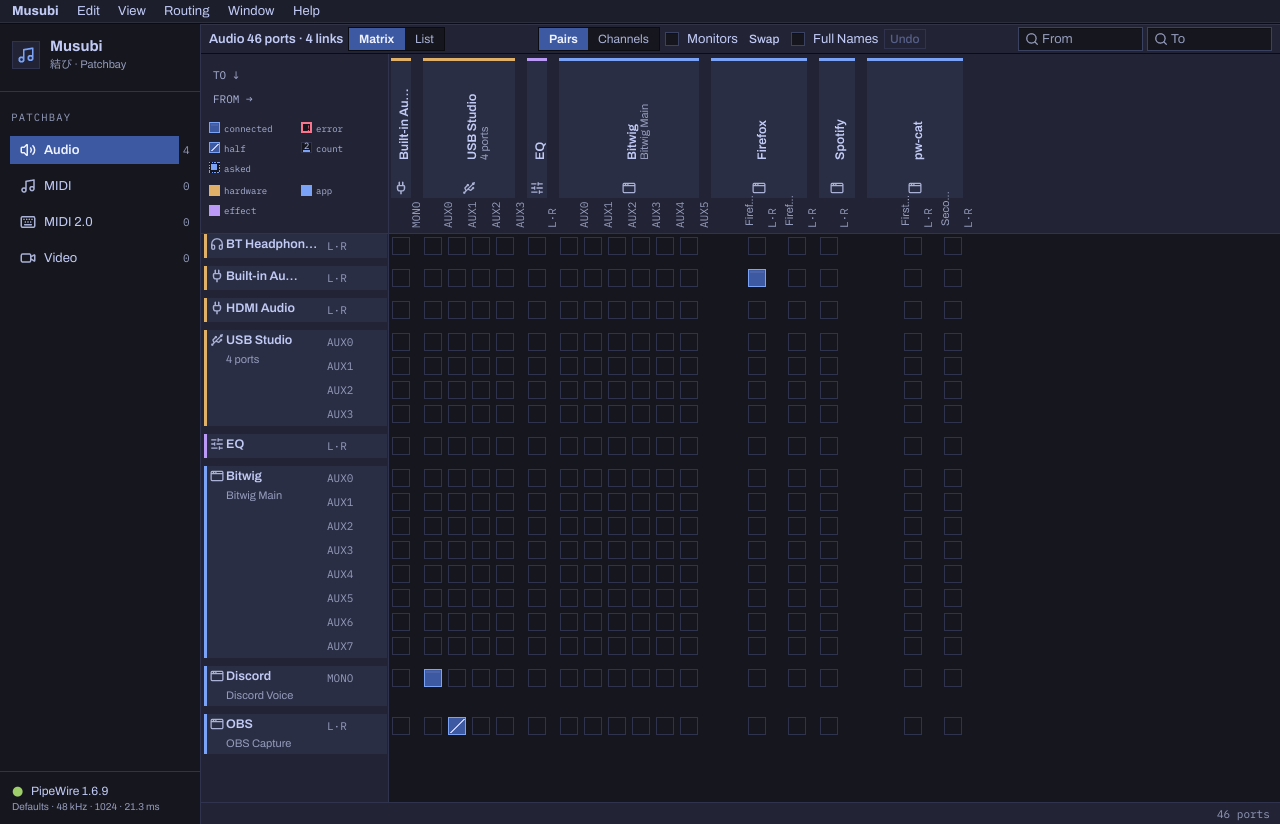 Musubi Edit View Routing Window Help
Musubi
結び · Patchbay
Audio 46 ports · 4 links Matrix List Pairs Channels Monitors Swap Full Names Undo From To
PATCHBAY
Audio 4
MIDI 0
MIDI 2.0 0
Video 0
TO ↓
FROM →
connected error
half 2 count
asked
hardware app
effect
Built-in Au…
USB Studio
4 ports
EQ
Bitwig
Bitwig Main
Firefox
Spotify
pw-cat
MONO AUX0 AUX1 AUX2 AUX3 L·R AUX0 AUX1 AUX2 AUX3 AUX4 AUX5 Firef… L·R Firef… L·R L·R First… L·R Seco… L·R
BT Headphon… L·R
Built-in Au… L·R
HDMI Audio L·R
USB Studio AUX0
4 ports AUX1
AUX2
AUX3
EQ L·R
Bitwig AUX0
Bitwig Main AUX1
AUX2
AUX3
AUX4
AUX5
AUX6
AUX7
Discord MONO
Discord Voice
OBS L·R
OBS Capture
PipeWire 1.6.9
Defaults · 48 kHz · 1024 · 21.3 ms
46 ports